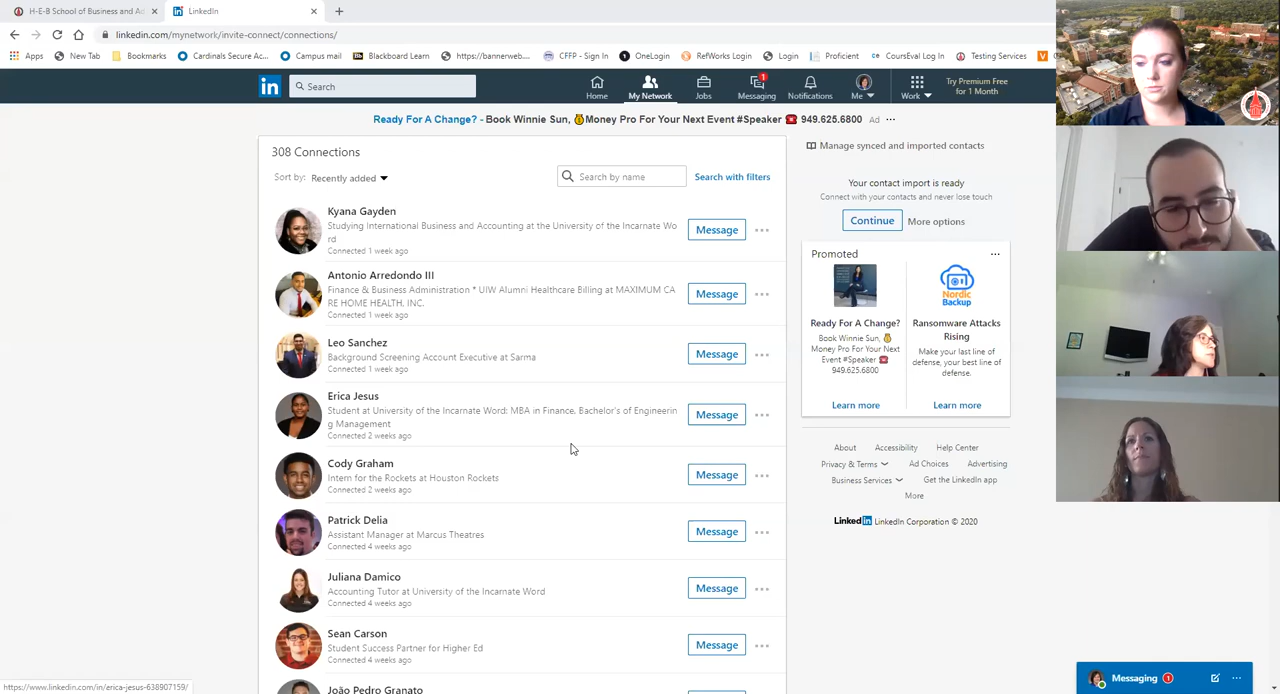 H-E-B School of Business and Ad
LinkedIn
linkedin.com/mynetwork/invite-connect/connections/
Apps
New Tab
Bookmarks
Cardinals Secure Ac...
Campus mail
Blackboard Learn
https://bannerweb....
CFFP - Sign In
OneLogin
RefWorks Login
Login
Proficient
CoursEval Log In
Testing Services
in
Search
Home
My Network
Jobs
1
Messaging
Notifications
Me
Work
Try Premium Free
for 1 Month
Ready For A Change? - Book Winnie Sun, 💰Money Pro For Your Next Event #Speaker ☎️ 949.625.6800 Ad ...
308 Connections
Sort by: Recently added
Search by name
Search with filters
Kyana Gayden
Studying International Business and Accounting at the University of the Incarnate Wo
rd
Connected 1 week ago
Message
Antonio Arredondo III
Finance & Business Administration * UIW Alumni Healthcare Billing at MAXIMUM CA
RE HOME HEALTH, INC.
Connected 1 week ago
Message
Leo Sanchez
Background Screening Account Executive at Sarma
Connected 1 week ago
Message
Erica Jesus
Student at University of the Incarnate Word: MBA in Finance, Bachelor's of Engineerin
g Management
Connected 2 weeks ago
Message
Cody Graham
Intern for the Rockets at Houston Rockets
Connected 2 weeks ago
Message
Patrick Delia
Assistant Manager at Marcus Theatres
Connected 4 weeks ago
Message
Juliana Damico
Accounting Tutor at University of the Incarnate Word
Connected 4 weeks ago
Message
Sean Carson
Student Success Partner for Higher Ed
Connected 4 weeks ago
Message
João Pedro Granato
Manage synced and imported contacts
Your contact import is ready
Connect with your contacts and never lose touch
Continue
More options
Promoted
Ready For A Change?
Book Winnie Sun, 💰
Money Pro For Your Next
Event #Speaker ☎️
949.625.6800
Learn more
NORDIC
BACKUP
Ransomware Attacks
Rising
Make your last line of
defense, your best line of
defense.
Learn more
About
Accessibility
Help Center
Privacy & Terms
Ad Choices
Advertising
Business Services
Get the LinkedIn app
More
LinkedIn LinkedIn Corporation © 2020
Messaging 1
https://www.linkedin.com/in/erica-jesus-638907159/